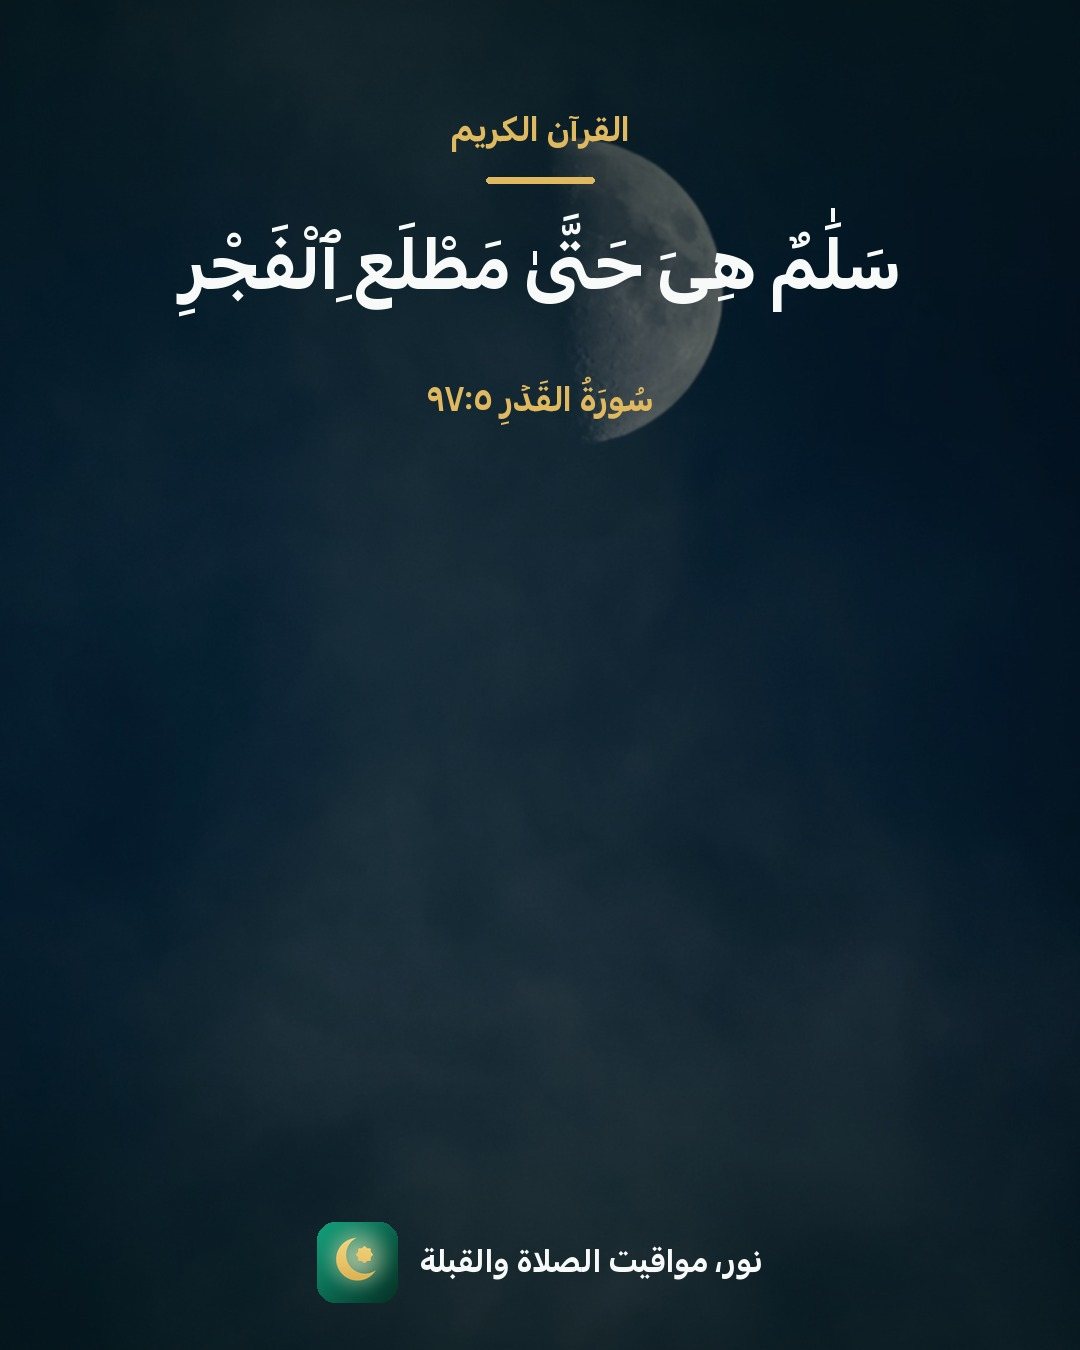 القرآن الكريم
سَلَٰمٌ هِىَ حَتَّىٰ مَطْلَعِ ٱلْفَجْرِ
سُورَةُ القَدۡرِ ٩٧:٥
نور، مواقيت الصلاة والقبلة